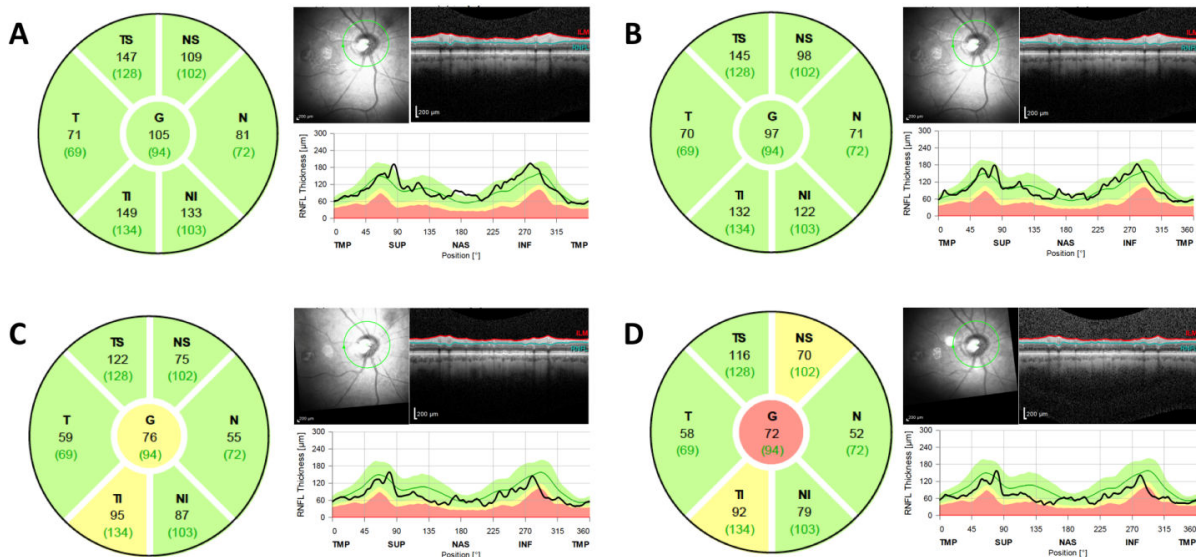 A
TS
147
(128)
NS
109
(102)
T
71
(69)
G
105
(94)
N
81
(72)
TI
149
(134)
NI
133
(103)
ILM
200 µm
200 µm
RNFL Thickness [µm]
300
240
180
120
60
0
0 45 90 135 180 225 270 315 360
TMP SUP NAS INF TMP
Position [°]
B
TS
145
(128)
NS
98
(102)
T
70
(69)
G
97
(94)
N
71
(72)
TI
132
(134)
NI
122
(103)
ILM
200 µm
200 µm
RNFL Thickness [µm]
300
240
180
120
60
0
0 45 90 135 180 225 270 315 360
TMP SUP NAS INF TMP
Position [°]
C
TS
122
(128)
NS
75
(102)
T
59
(69)
G
76
(94)
N
55
(72)
TI
95
(134)
NI
87
(103)
ILM
200 µm
200 µm
RNFL Thickness [µm]
300
240
180
120
60
0
0 45 90 135 180 225 270 315 360
TMP SUP NAS INF TMP
Position [°]
D
TS
116
(128)
NS
70
(102)
T
58
(69)
G
72
(94)
N
52
(72)
TI
92
(134)
NI
79
(103)
ILM
200 µm
200 µm
RNFL Thickness [µm]
300
240
180
120
60
0
0 45 90 135 180 225 270 315 360
TMP SUP NAS INF TMP
Position [°]